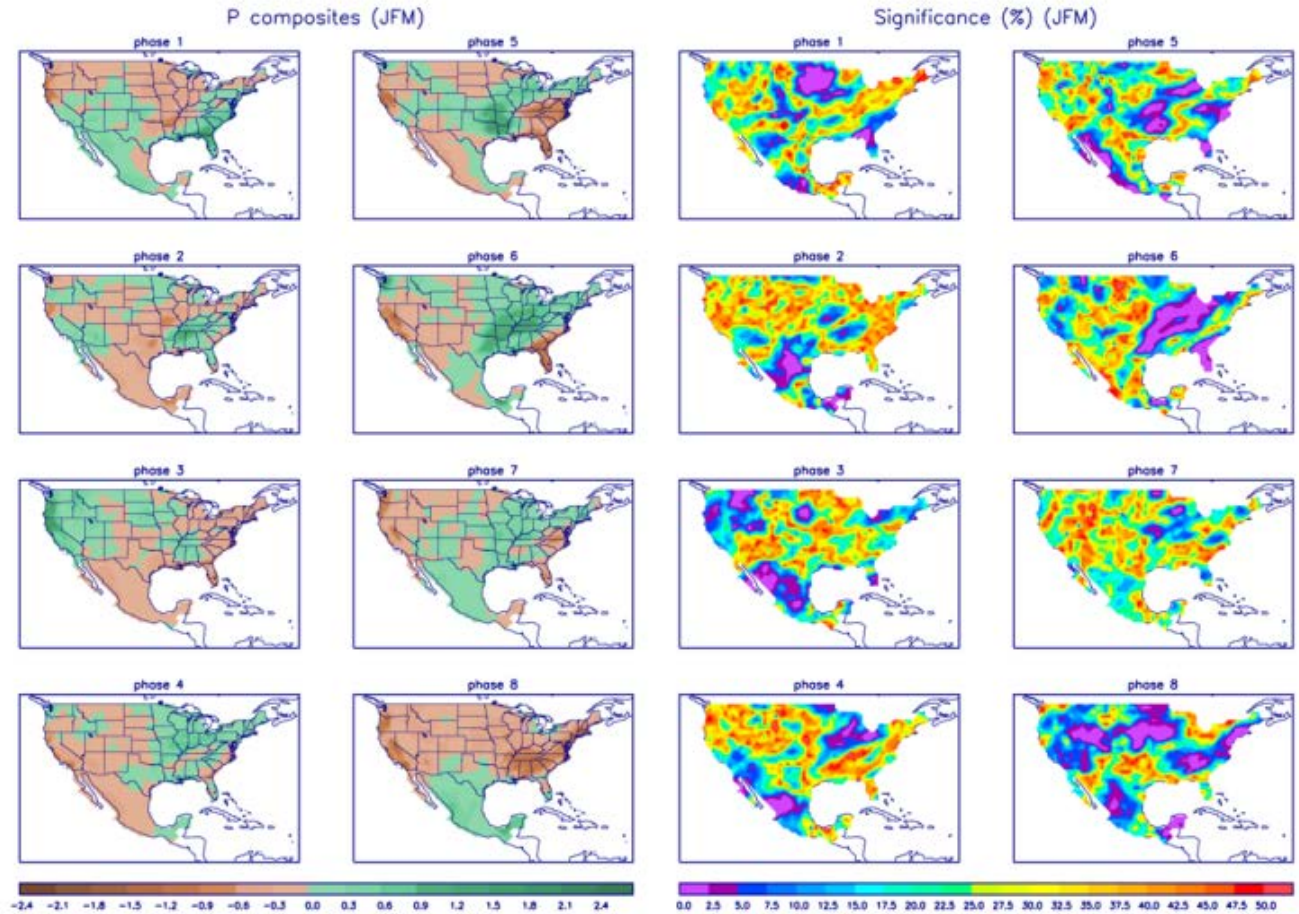 P composites (JFM)
Significance (%) (JFM)
phase 1
phase 5
phase 1
phase 5
phase 2
phase 6
phase 2
phase 6
phase 3
phase 7
phase 3
phase 7
phase 4
phase 8
phase 4
phase 8
-2.4 -2.1 -1.8 -1.5 -1.2 -0.9 -0.6 -0.3 0.0 0.3 0.6 0.9 1.2 1.5 1.8 2.1 2.4
0.0 2.5 5.0 7.5 10.0 12.5 15.0 17.5 20.0 22.5 25.0 27.5 30.0 32.5 35.0 37.5 40.0 42.5 45.0 47.5 50.0